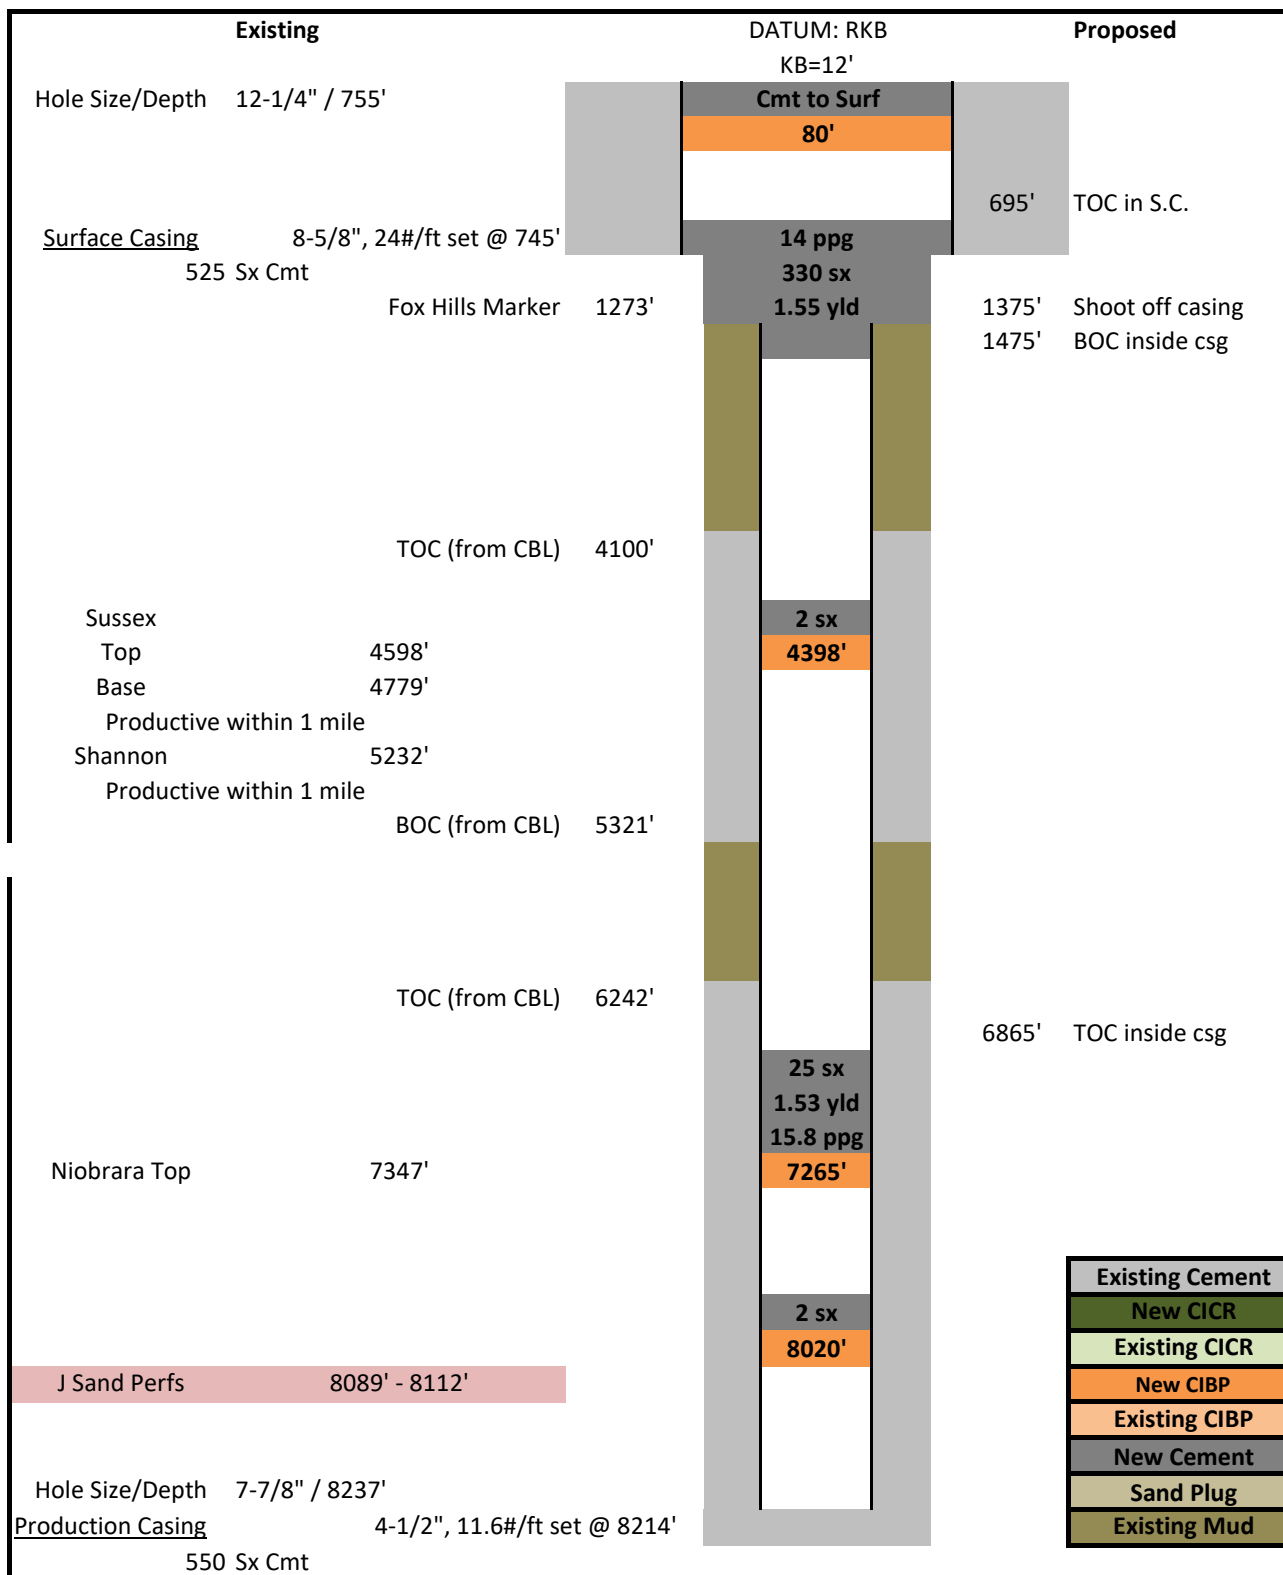 Existing DATUM: RKB Proposed
KB=12'
Hole Size/Depth 12-1/4" / 755' Cmt to Surf
80'
695' TOC in S.C.
Surface Casing 8-5/8", 24#/ft set @ 745' 14 ppg
525 Sx Cmt 330 sx
Fox Hills Marker 1273' 1.55 yld 1375' Shoot off casing
1475' BOC inside csg
TOC (from CBL) 4100'
Sussex 2 sx
Top 4598' 4398'
Base 4779'
Productive within 1 mile
Shannon 5232'
Productive within 1 mile
BOC (from CBL) 5321'
TOC (from CBL) 6242'
6865' TOC inside csg
25 sx
1.53 yld
15.8 ppg
Niobrara Top 7347' 7265'
Existing Cement
2 sx New CICR
8020' Existing CICR
J Sand Perfs 8089' - 8112' New CIBP
Existing CIBP
New Cement
Hole Size/Depth 7-7/8" / 8237' Sand Plug
Production Casing 4-1/2", 11.6#/ft set @ 8214' Existing Mud
550 Sx Cmt